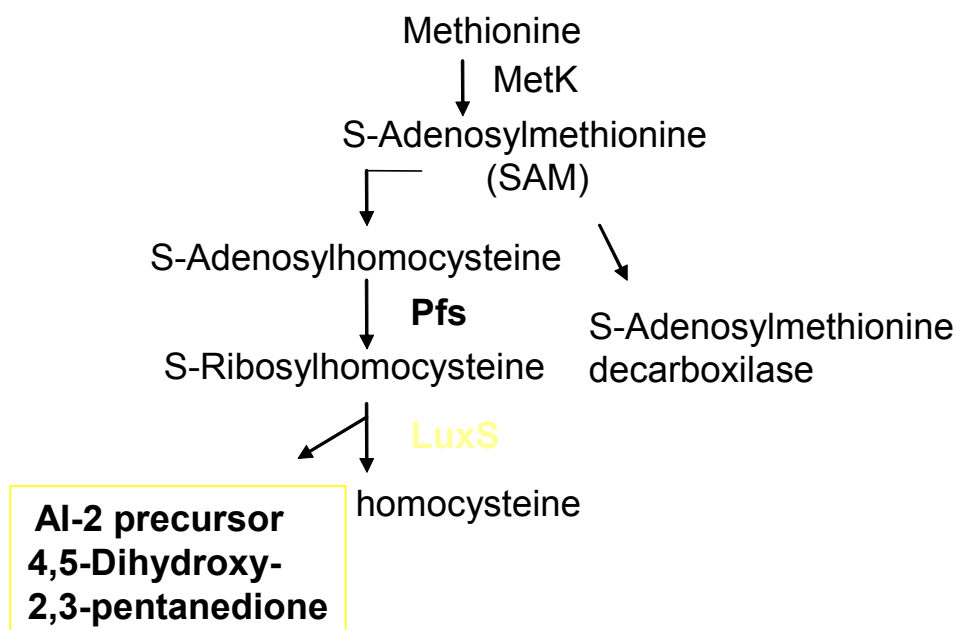 Methionine
MetK
S-Adenosylmethionine
(SAM)
S-Adenosylhomocysteine
Pfs
S-Adenosylmethionine
decarboxilase
S-Ribosylhomocysteine
LuxS
homocysteine
AI-2 precursor
4,5-Dihydroxy-
2,3-pentanedione